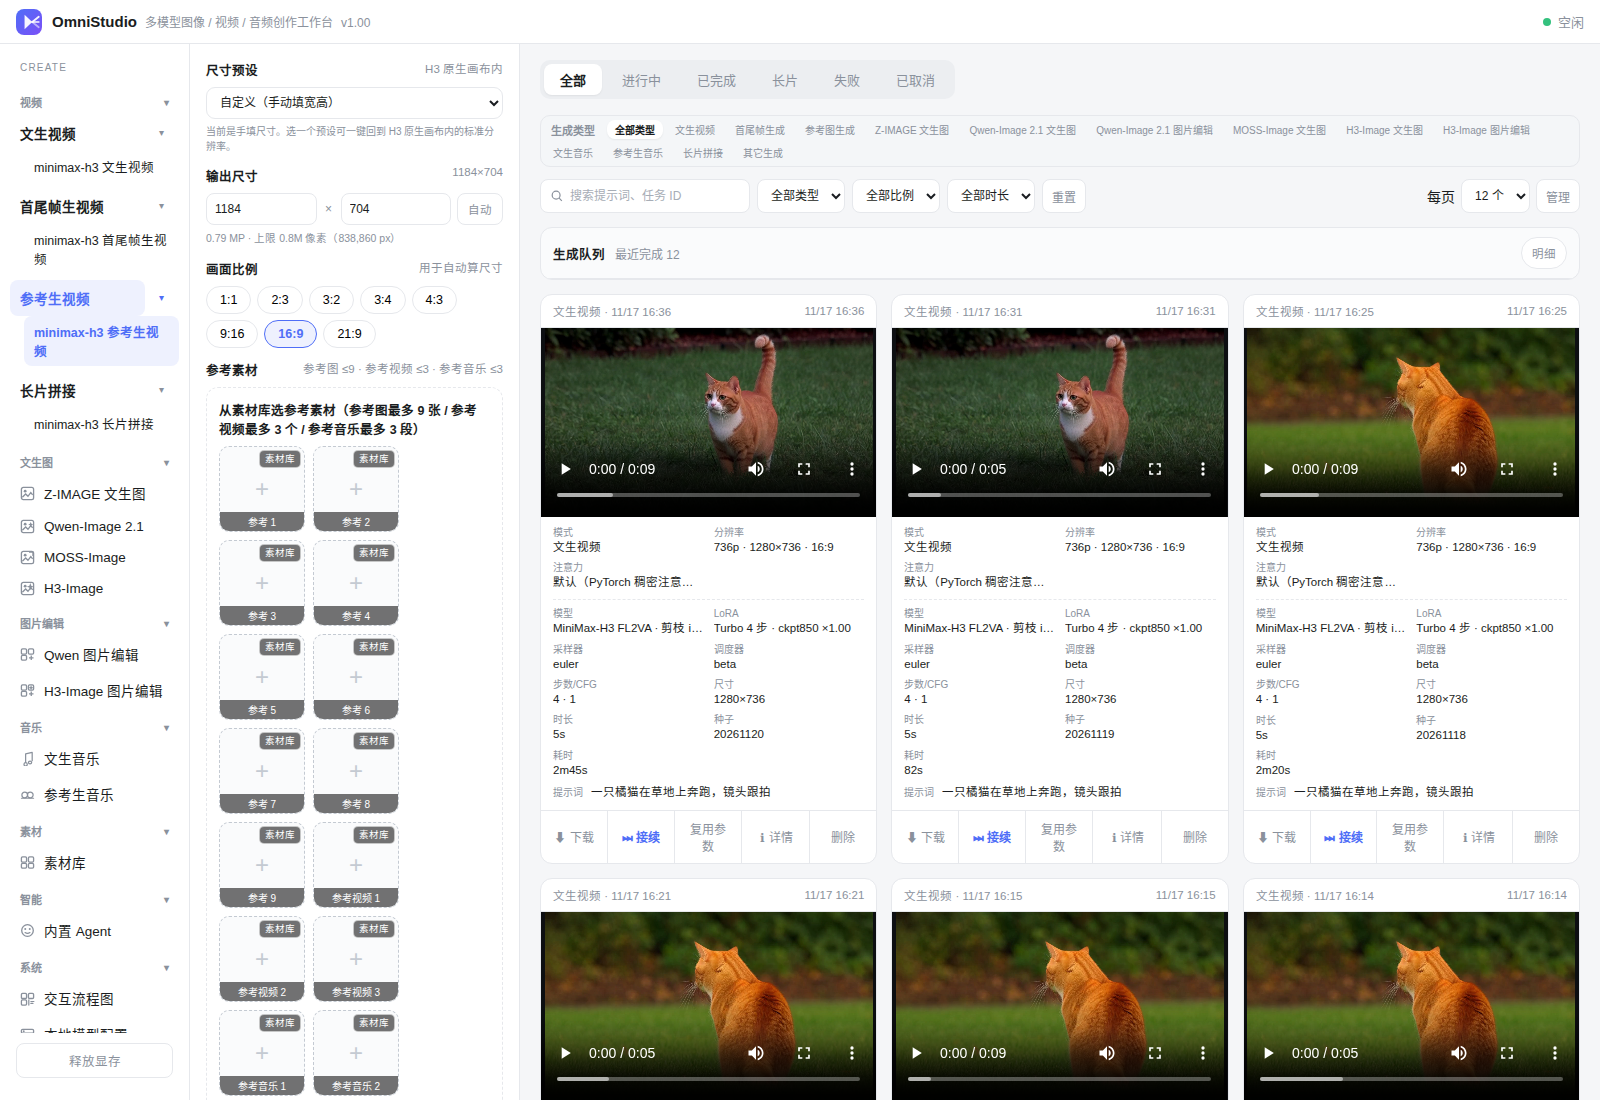 OmniStudio 多模型图像 / 视频 / 音频创作工作台 v1.00
空闲
CREATE
视频
文生视频
minimax-h3 文生视频
首尾帧生视频
minimax-h3 首尾帧生视
频
参考生视频
minimax-h3 参考生视
频
长片拼接
minimax-h3 长片拼接
文生图
Z-IMAGE 文生图
Qwen-Image 2.1
MOSS-Image
H3-Image
图片编辑
Qwen 图片编辑
H3-Image 图片编辑
音乐
文生音乐
参考生音乐
素材
素材库
智能
内置 Agent
系统
交互流程图
释放显存
尺寸预设 H3 原生画布内
自定义（手动填宽高）
当前是手填尺寸。选一个预设可一键回到 H3 原生画布内的标准分
辨率。
输出尺寸 1184×704
1184 × 704 自动
0.79 MP · 上限 0.8M 像素（838,860 px）
画面比例 用于自动算尺寸
1:1 2:3 3:2 3:4 4:3
9:16 16:9 21:9
参考素材 参考图 ≤9 · 参考视频 ≤3 · 参考音乐 ≤3
从素材库选参考素材（参考图最多 9 张 / 参考
视频最多 3 个 / 参考音乐最多 3 段）
素材库 素材库
参考 1 参考 2
素材库 素材库
参考 3 参考 4
素材库 素材库
参考 5 参考 6
素材库 素材库
参考 7 参考 8
素材库 素材库
参考 9 参考视频 1
素材库 素材库
参考视频 2 参考视频 3
素材库 素材库
参考音乐 1 参考音乐 2
全部 进行中 已完成 长片 失败 已取消
生成类型 全部类型 文生视频 首尾帧生成 参考图生成 Z-IMAGE 文生图 Qwen-Image 2.1 文生图 Qwen-Image 2.1 图片编辑 MOSS-Image 文生图 H3-Image 文生图 H3-Image 图片编辑
文生音乐 参考生音乐 长片拼接 其它生成
搜索提示词、任务 ID 全部类型 全部比例 全部时长 重置 每页 12 个 管理
生成队列 最近完成 12 明细
文生视频 · 11/17 16:36 11/17 16:36
0:00 / 0:09
模式 分辨率
文生视频 736p · 1280×736 · 16:9
注意力
默认（PyTorch 稠密注意…
模型 LoRA
MiniMax-H3 FL2VA · 剪枝 i… Turbo 4 步 · ckpt850 ×1.00
采样器 调度器
euler beta
步数/CFG 尺寸
4 · 1 1280×736
时长 种子
5s 20261120
耗时
2m45s
提示词 一只橘猫在草地上奔跑，镜头跟拍
下载 接续 复用参数 详情 删除
文生视频 · 11/17 16:31 11/17 16:31
0:00 / 0:05
模式 分辨率
文生视频 736p · 1280×736 · 16:9
注意力
默认（PyTorch 稠密注意…
模型 LoRA
MiniMax-H3 FL2VA · 剪枝 i… Turbo 4 步 · ckpt850 ×1.00
采样器 调度器
euler beta
步数/CFG 尺寸
4 · 1 1280×736
时长 种子
5s 20261119
耗时
82s
提示词 一只橘猫在草地上奔跑，镜头跟拍
下载 接续 复用参数 详情 删除
文生视频 · 11/17 16:25 11/17 16:25
0:00 / 0:09
模式 分辨率
文生视频 736p · 1280×736 · 16:9
注意力
默认（PyTorch 稠密注意…
模型 LoRA
MiniMax-H3 FL2VA · 剪枝 i… Turbo 4 步 · ckpt850 ×1.00
采样器 调度器
euler beta
步数/CFG 尺寸
4 · 1 1280×736
时长 种子
5s 20261118
耗时
2m20s
提示词 一只橘猫在草地上奔跑，镜头跟拍
下载 接续 复用参数 详情 删除
文生视频 · 11/17 16:21 11/17 16:21
0:00 / 0:05
文生视频 · 11/17 16:15 11/17 16:15
0:00 / 0:09
文生视频 · 11/17 16:14 11/17 16:14
0:00 / 0:05